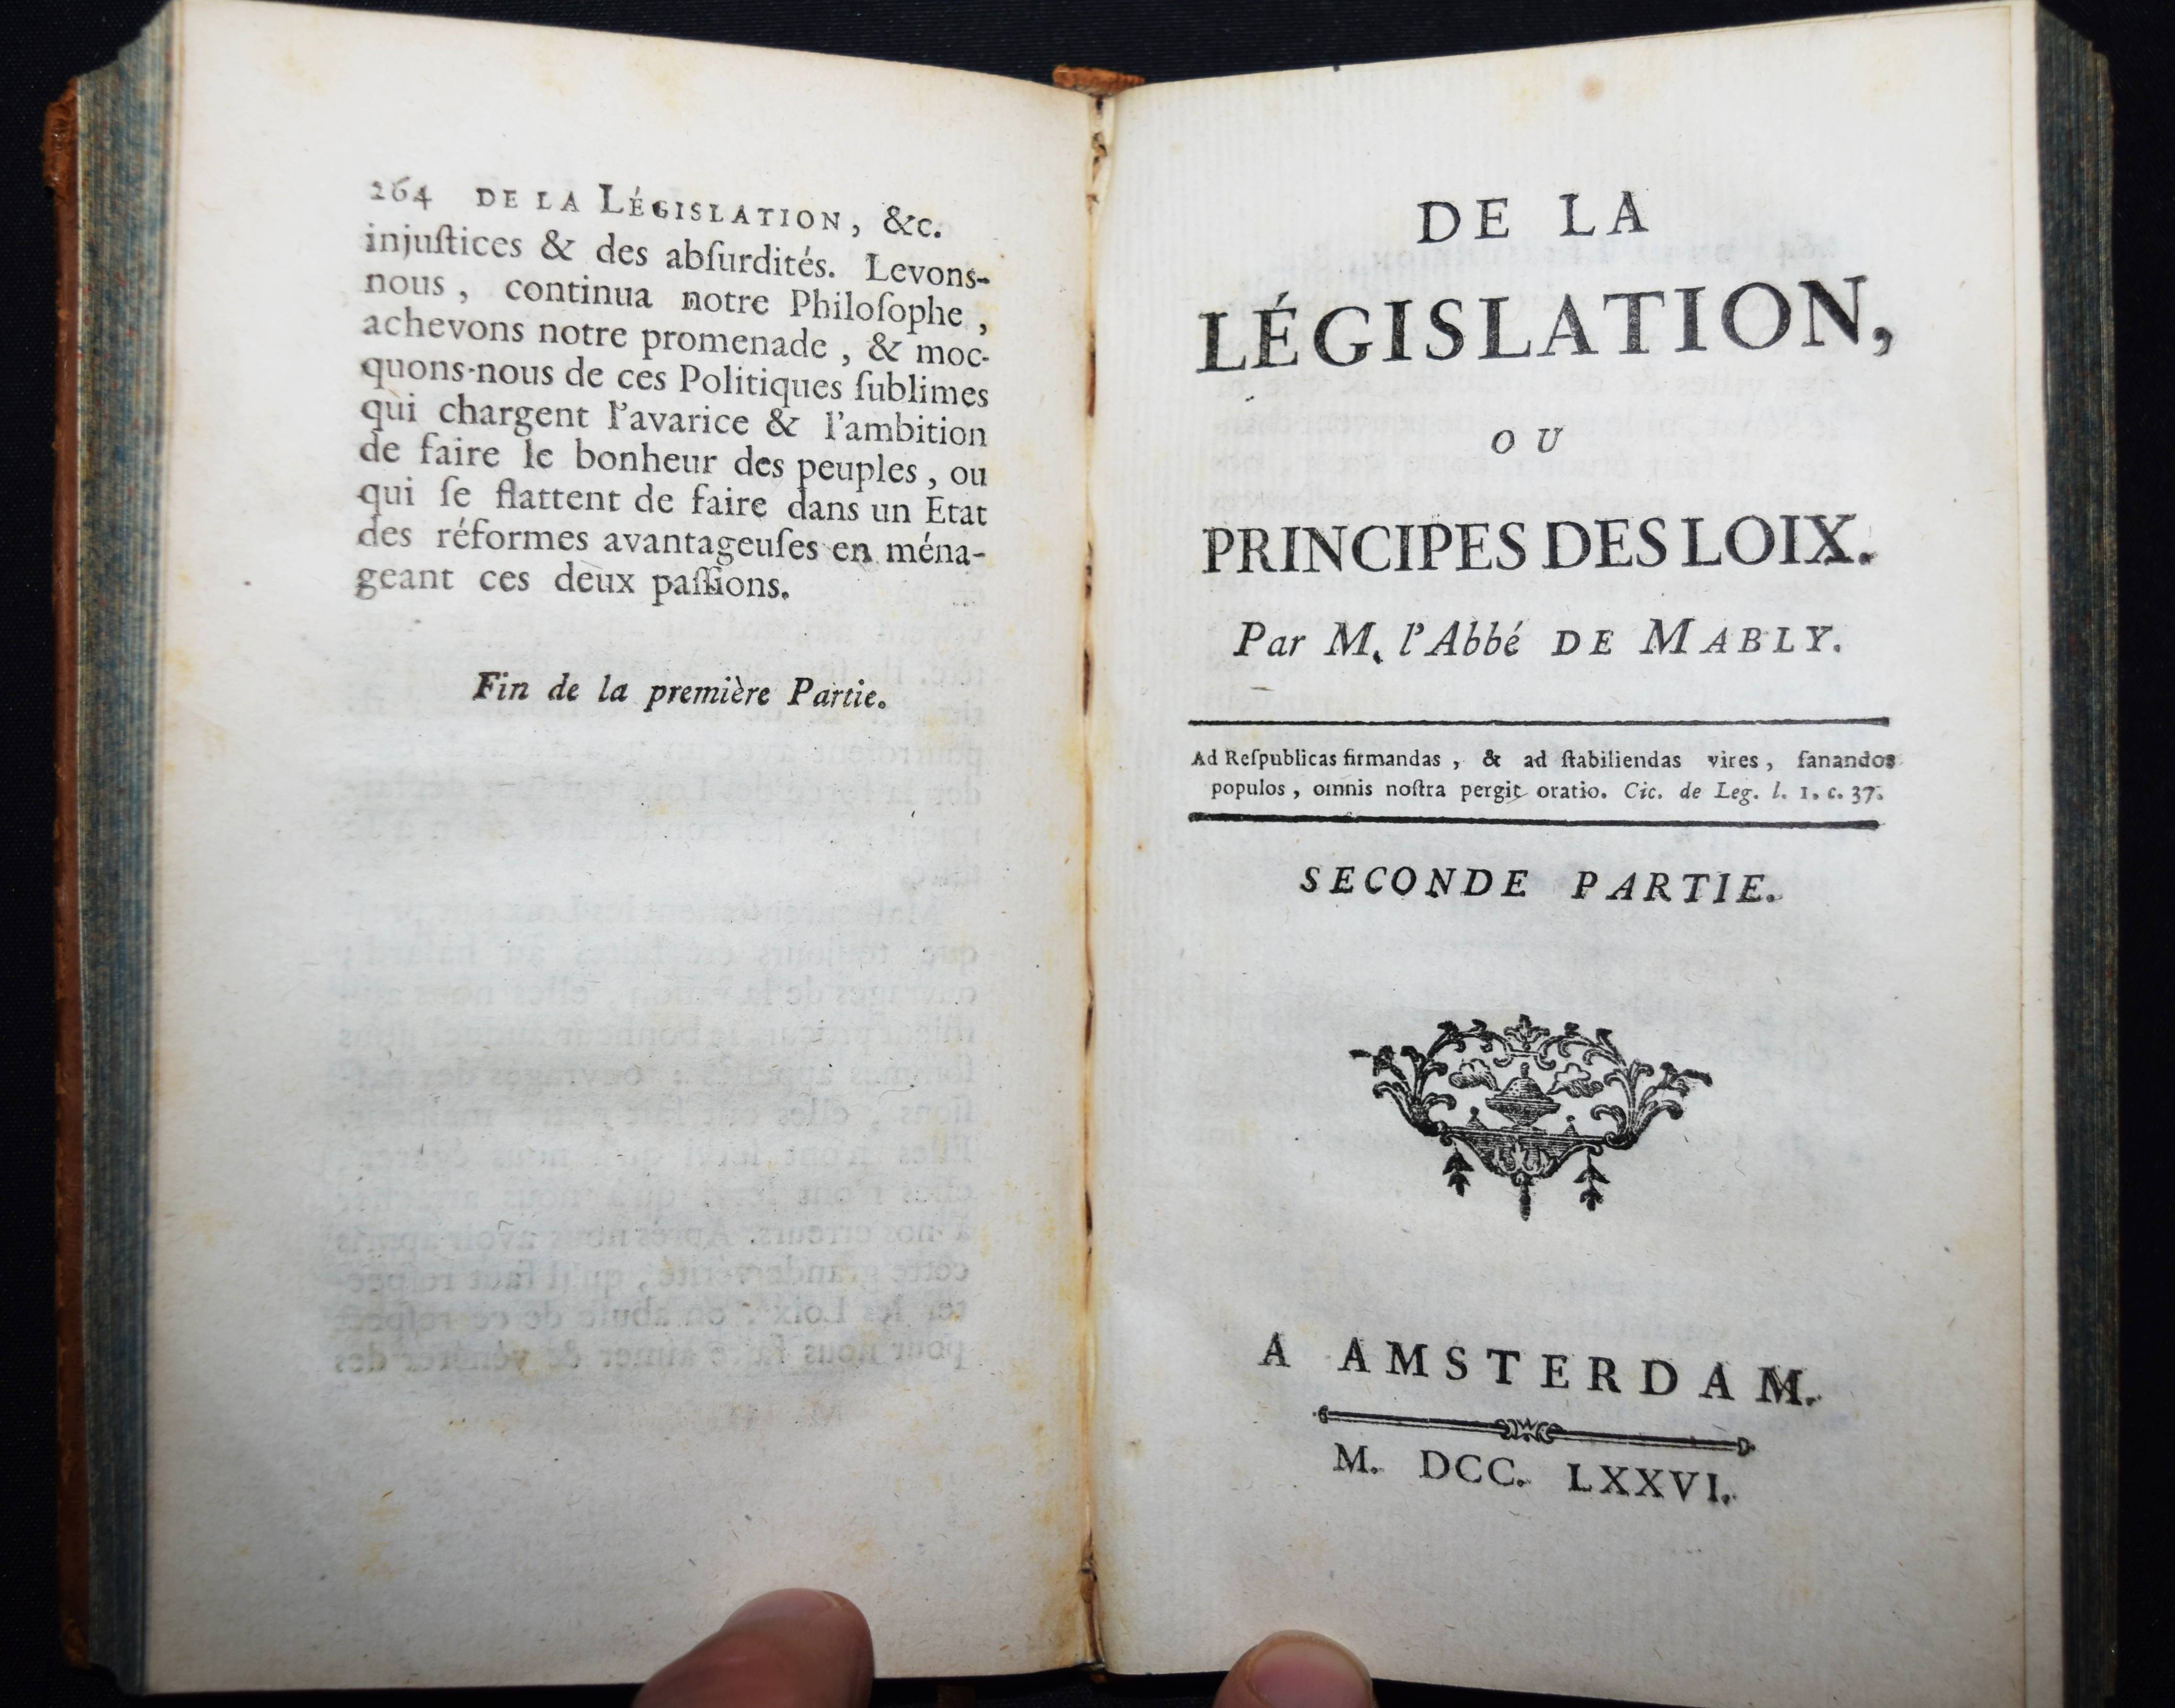 264 DE LA LÉGISLATION, &c.
injuſtices & des abſurdités. Levons-
nous, continua notre Philoſophe,
achevons notre promenade, & moc-
quons-nous de ces Politiques ſublimes
qui chargent l'avarice & l'ambition
de faire le bonheur des peuples, ou
qui ſe flattent de faire dans un Etat
des réformes avantageuſes en ména-
geant ces deux paſſions.
Fin de la première Partie.
DE LA
LÉGISLATION,
OU
PRINCIPES DES LOIX.
Par M. l'Abbé DE MABLY.
Ad Reſpublicas firmandas, & ad ſtabiliendas vires, ſanandos
populos, omnis noſtra pergit oratio. Cic. de Leg. l. 1. c. 37.
SECONDE PARTIE.
A AMSTERDAM.
M. DCC. LXXVI.